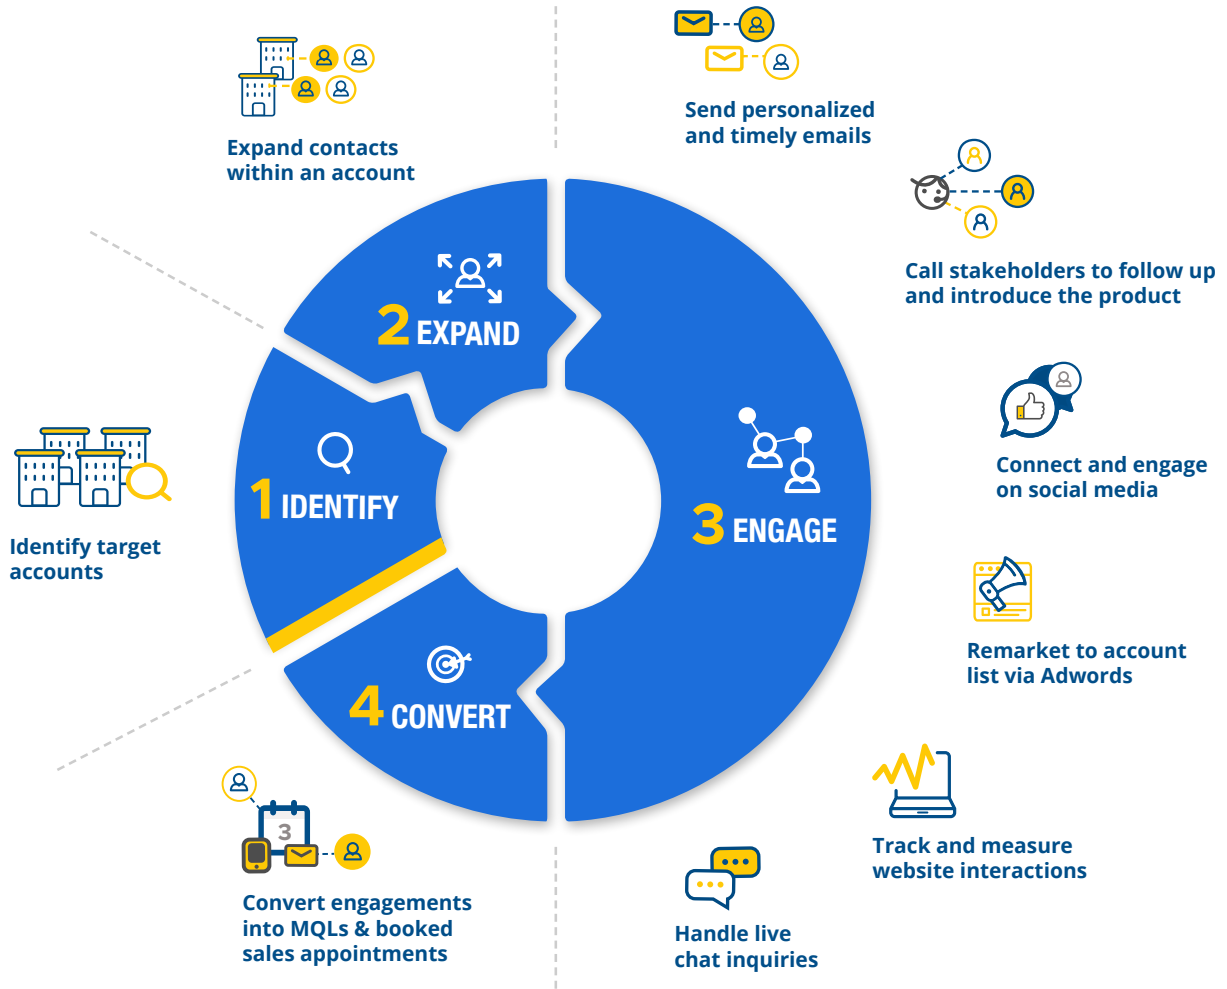 Expand contacts
within an account
Send personalized
and timely emails
Call stakeholders to follow up
and introduce the product
2 EXPAND
Connect and engage
on social media
1 IDENTIFY
3 ENGAGE
Identify target
accounts
Remarket to account
list via Adwords
4 CONVERT
3
Track and measure
website interactions
Convert engagements
into MQLs & booked
sales appointments
Handle live
chat inquiries